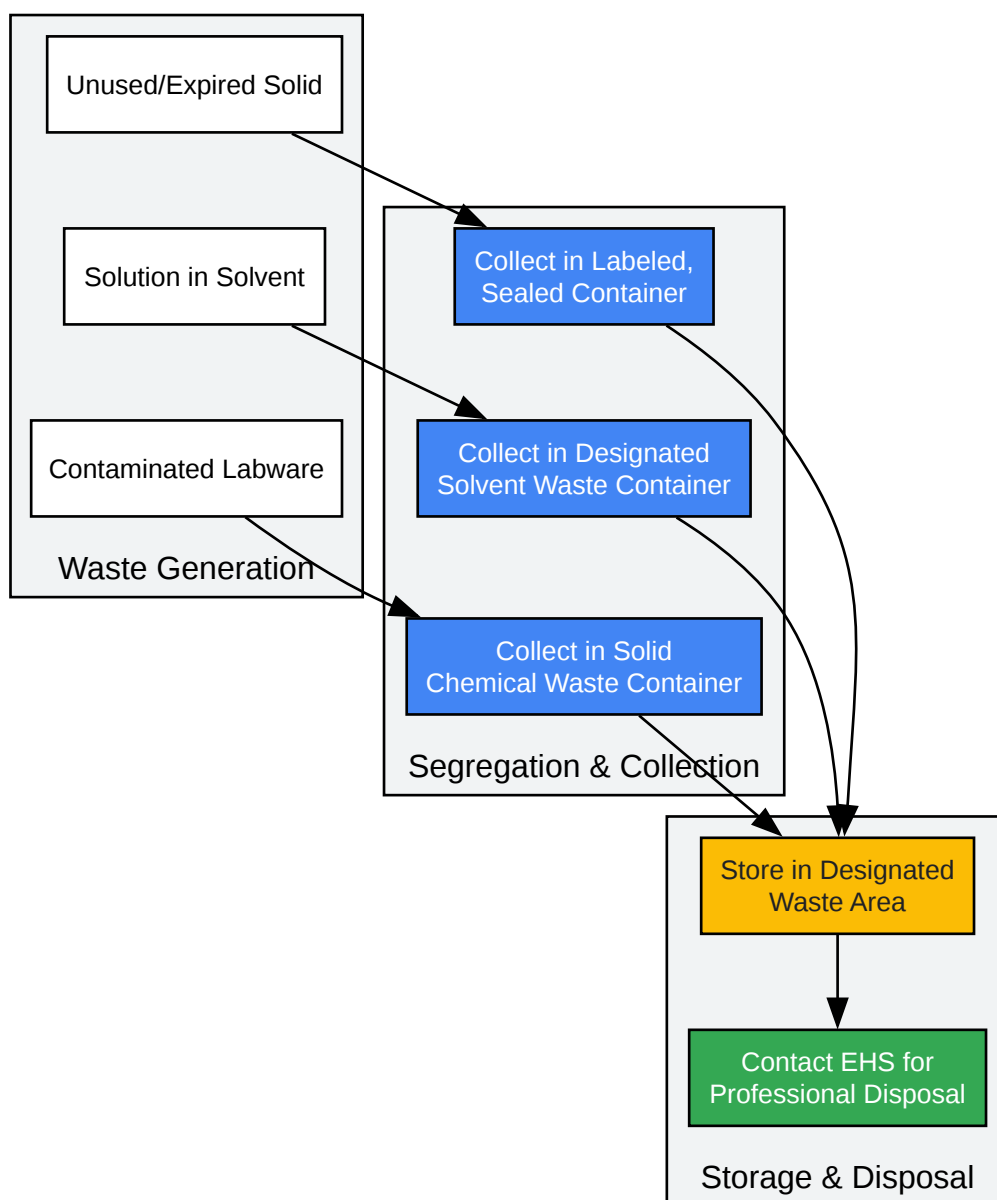 Unused/Expired Solid
Solution in Solvent
Contaminated Labware
Waste Generation
Collect in Labeled,
Sealed Container
Collect in Designated
Solvent Waste Container
Collect in Solid
Chemical Waste Container
Segregation & Collection
Store in Designated
Waste Area
Contact EHS for
Professional Disposal
Storage & Disposal